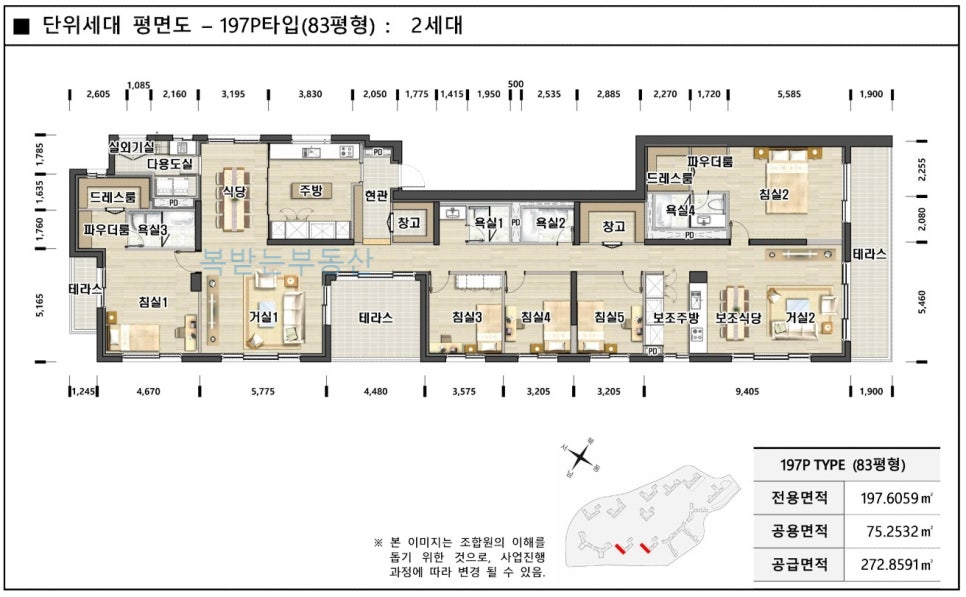 ■ 단위세대 평면도 – 197P타입(83평형) : 2세대
2,605 1,085 2,160 3,195 3,830 2,050 1,775 1,415 1,950 500 2,535 2,885 2,270 1,720 5,585 1,900
1,785 1,635 1,760 5,165
2,255 2,080 5,460
실외기실
다용도실
PD
드레스룸
PD
파우더룸
욕실3
식당
주방
PD
현관
창고
욕실1
PD
욕실2
창고
드레스룸
파우더룸
침실2
욕실4
PD
테라스
복받는부동산
테라스
침실1
거실1
테라스
침실3
침실4
침실5
보조주방
PD
보조식당
거실2
1,245 4,670 5,775 4,480 3,575 3,205 3,205 9,405 1,900
※ 본 이미지는 조합원의 이해를
돕기 위한 것으로, 사업진행
과정에 따라 변경 될 수 있음.
서 북 남 동
197P TYPE (83평형)
전용면적 197.6059㎡
공용면적 75.2532㎡
공급면적 272.8591㎡